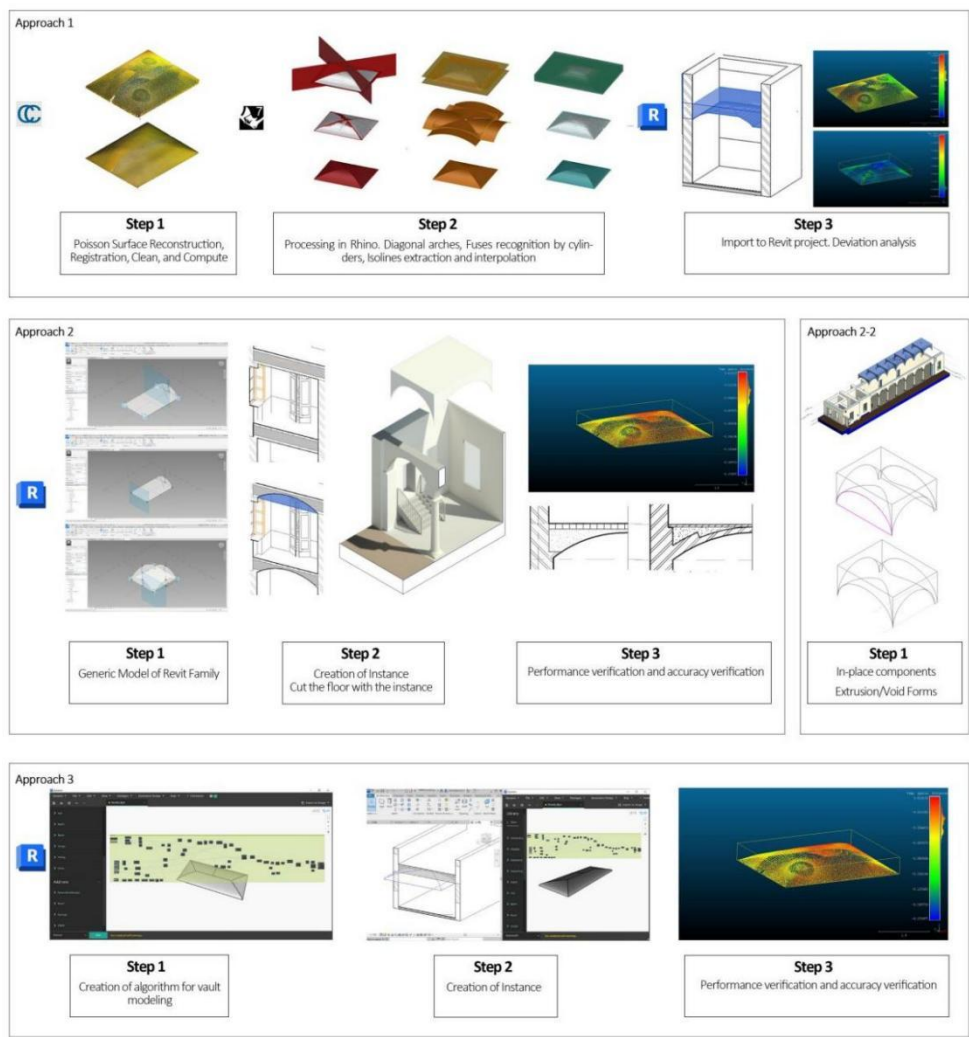 Approach 1
CC
7
R
Step 1
Poisson Surface Reconstruction,
Registration, Clean, and Compute
Step 2
Processing in Rhino. Diagonal arches, Fuses recognition by cylin-
ders, Isolines extraction and interpolation
Step 3
Import to Revit project. Deviation analysis
Approach 2
R
Step 1
Generic Model of Revit Family
Step 2
Creation of Instance
Cut the floor with the instance
Step 3
Performance verification and accuracy verification
Approach 2-2
Step 1
In-place components
Extrusion/Void Forms
Approach 3
R
Step 1
Creation of algorithm for vault
modeling
Step 2
Creation of Instance
Step 3
Performance verification and accuracy verification